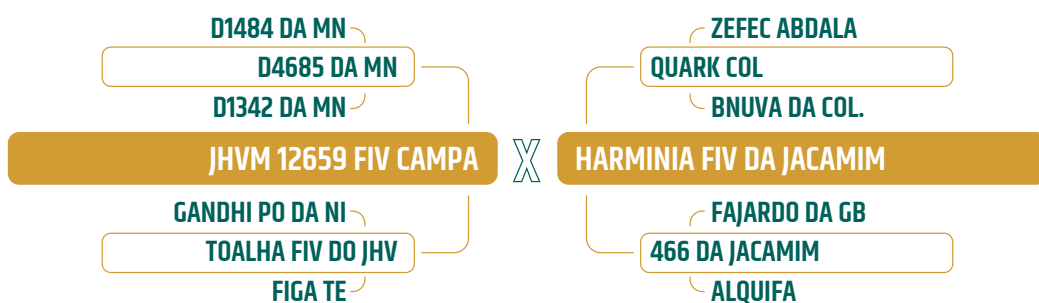 D1484 DA MN
ZEFEC ABDALA
D4685 DA MN
QUARK COL
D1342 DA MN
BNUVA DA COL.
JHVM 12659 FIV CAMPA X HARMINIA FIV DA JACAMIM
GANDHI PO DA NI
FAJARDO DA GB
TOALHA FIV DO JHV
466 DA JACAMIM
FIGA TE
ALQUIFA